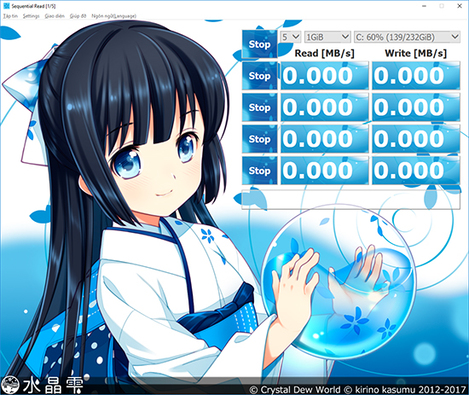 Sequential Read [1/5]
Tập tin Settings Giao diện Giúp đỡ Ngôn ngữ(Language)
Stop 5 1GiB C: 60% (139/232GiB)
Read [MB/s] Write [MB/s]
Stop 0.000 0.000
Stop 0.000 0.000
Stop 0.000 0.000
Stop 0.000 0.000
水晶雫 © Crystal Dew World © kirino kasumu 2012-2017